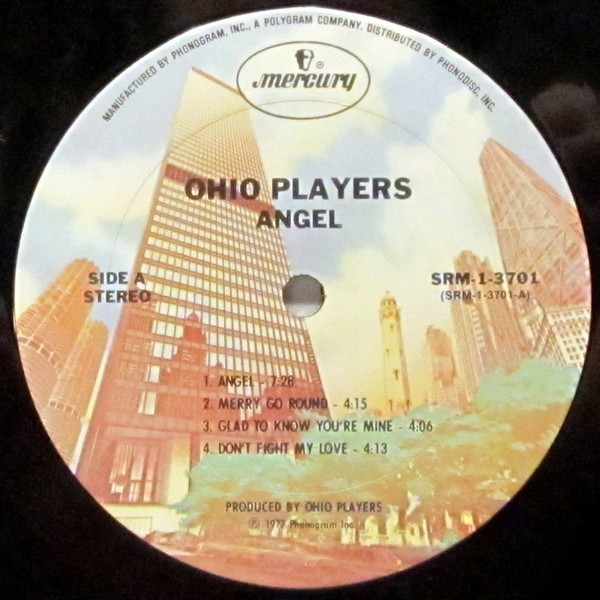 MANUFACTURED BY PHONOGRAM, INC., A POLYGRAM COMPANY. DISTRIBUTED BY PHONODISC, INC.
mercury
®
OHIO PLAYERS
ANGEL
SIDE A
STEREO
SRM-1-3701
(SRM-1-3701-A)
1. ANGEL - 7:28
2. MERRY GO ROUND - 4:15
3. GLAD TO KNOW YOU'RE MINE - 4:06
4. DON'T FIGHT MY LOVE - 4:13
PRODUCED BY OHIO PLAYERS
℗ 1977 Phonogram Inc.